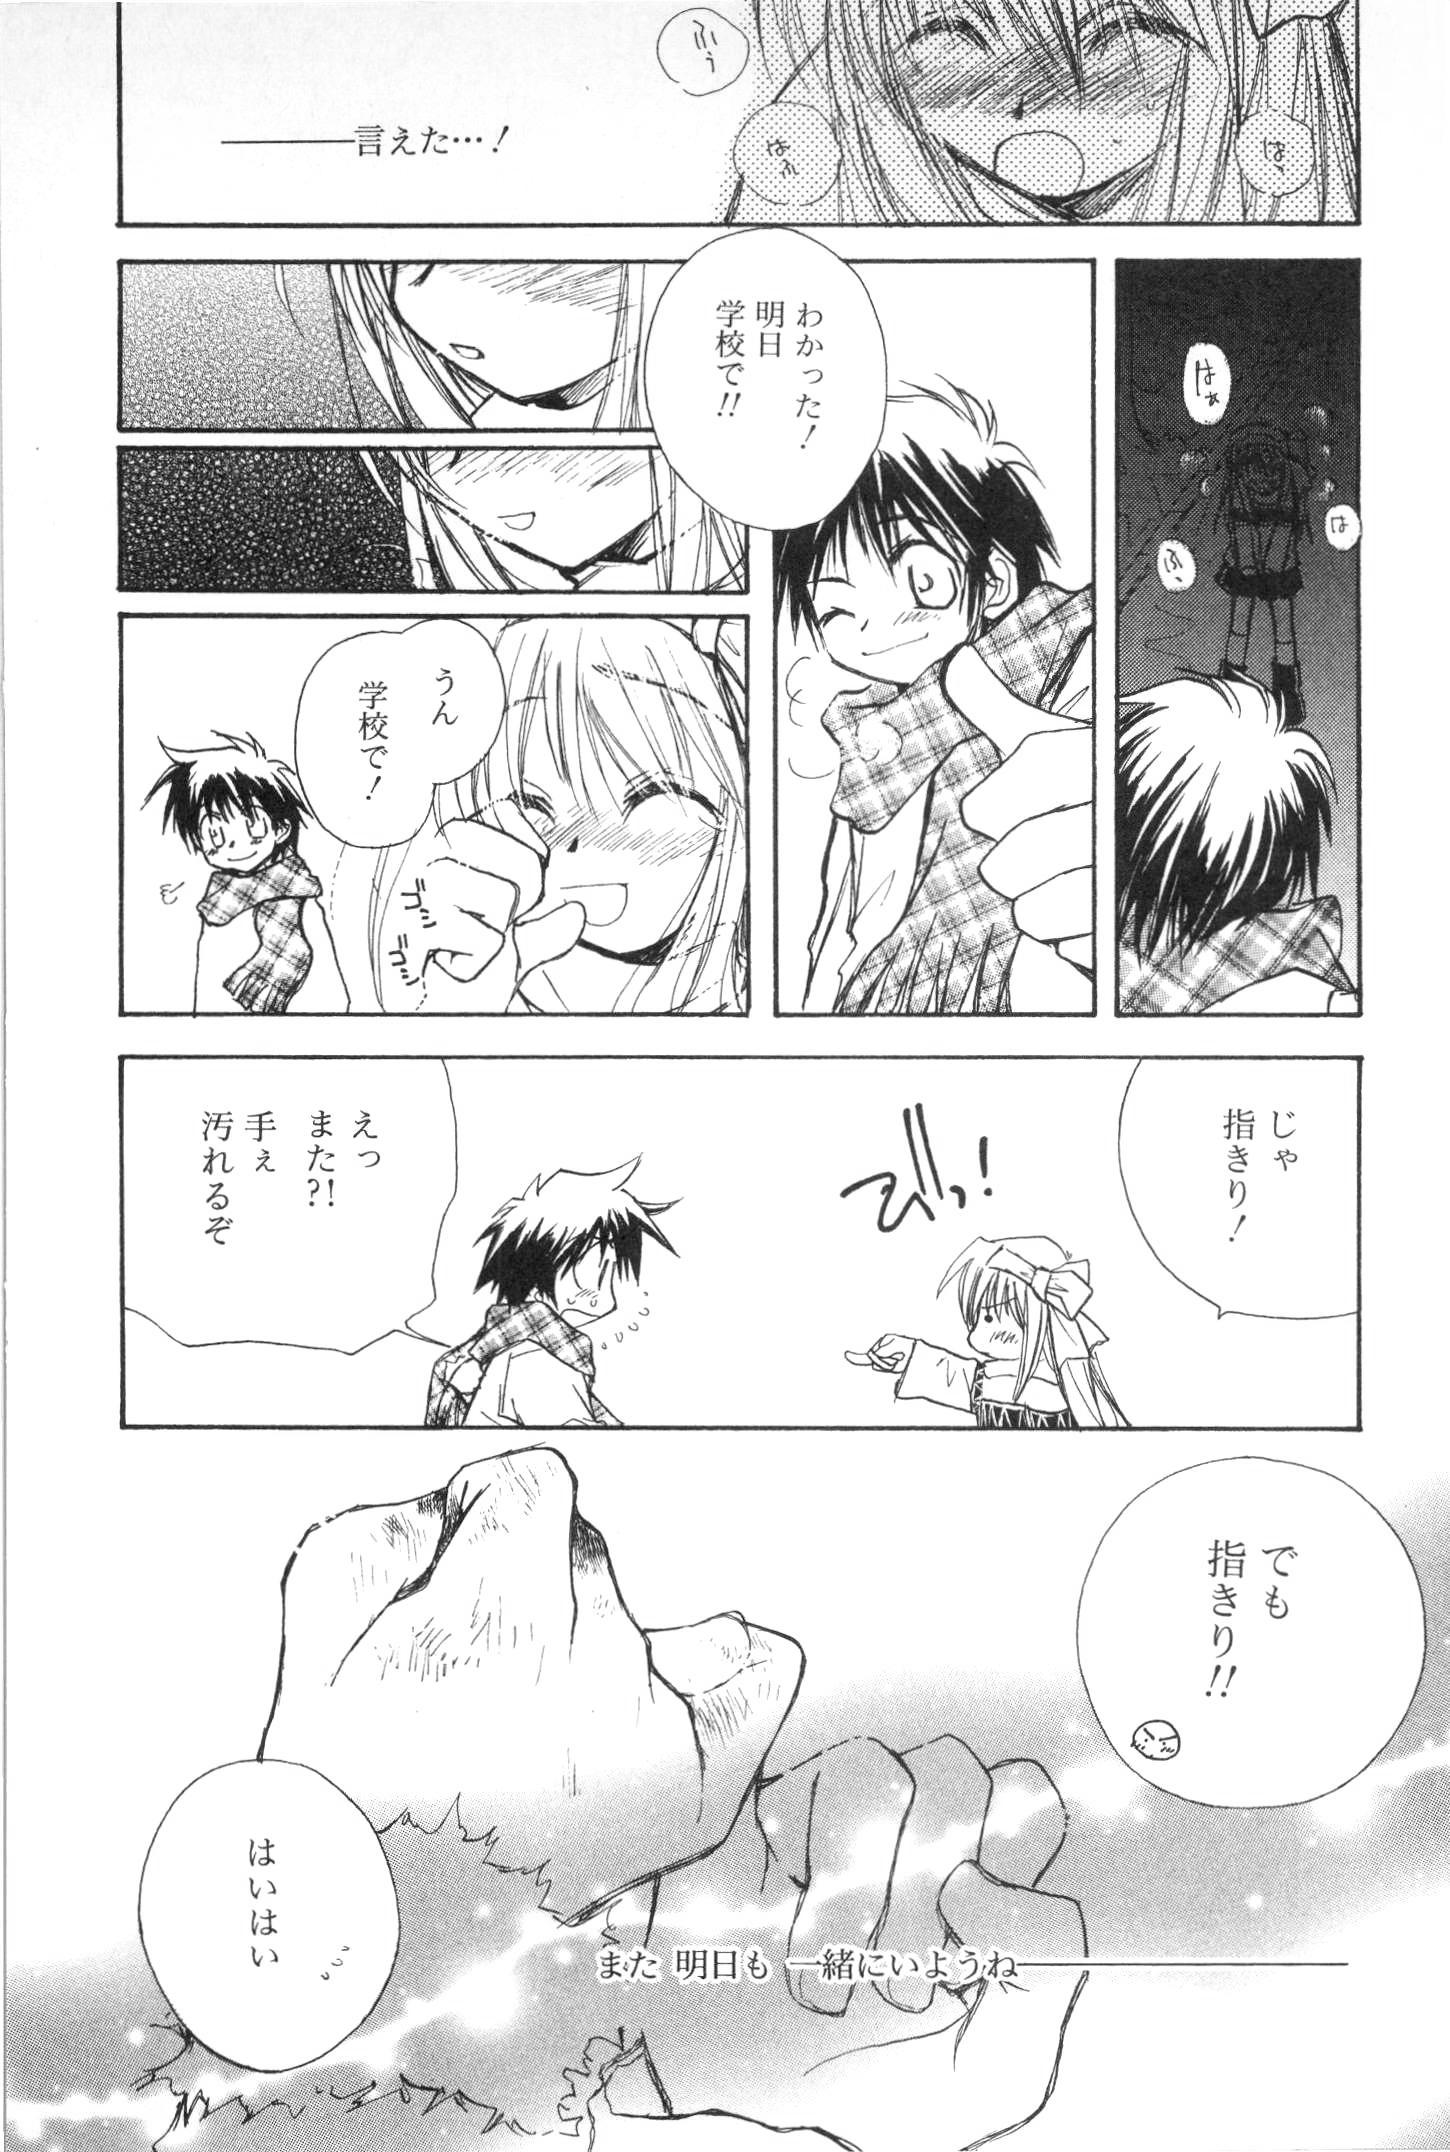 ふぅ
はふ
はっ
――――言えた…！
はぁ
は
ふ
わかった！
明日
学校で!!
うん
学校で！
ゴシ
ゴシ
じゃ
指きり！
びっ！
えっ
また?!
手ぇ
汚れるぞ
でも
指きり!!
はいはい
また 明日も 一緒にいようね――――